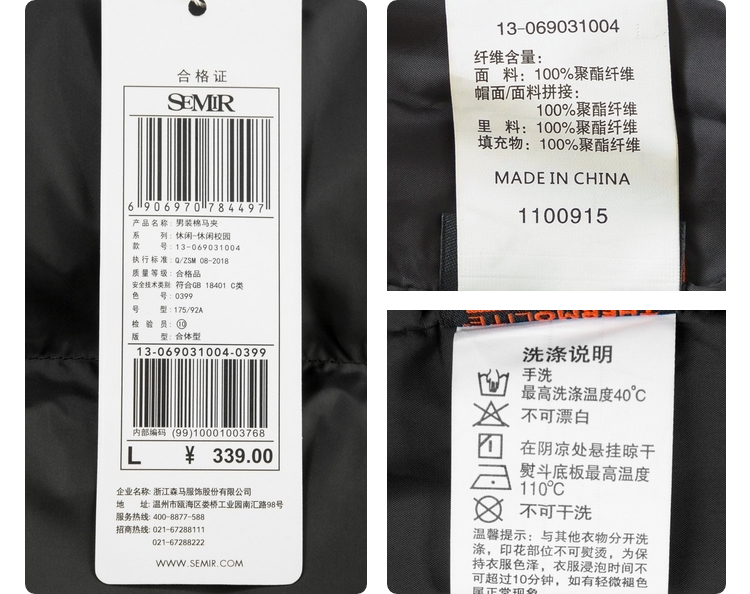 合格证
SEMIR
6 906970 784497
产品名称: 男装棉马夹
系 列: 休闲-休闲校园
款 号: 13-069031004
执行标准: Q/ZSM 08-2018
质量等级: 合格品
安全技术类别: 符合GB 18401 C类
色 号: 0399
号 型: 175/92A
检 验 员: ⑩
版 型: 合体型
13-069031004-0399
内部编码 (99)10001003768
L ¥ 339.00
企业名称: 浙江森马服饰股份有限公司
地 址: 温州市瓯海区娄桥工业园南汇路98号
服务热线: 400-8877-588
招商热线: 021-67288111
021-67288222
WWW.SEMIR.COM
13-069031004
纤维含量:
面 料: 100%聚酯纤维
帽面/面料拼接:
100%聚酯纤维
里 料: 100%聚酯纤维
填充物: 100%聚酯纤维
MADE IN CHINA
1100915
THERMOLITE
洗涤说明
手洗
最高洗涤温度40℃
不可漂白
在阴凉处悬挂晾干
熨斗底板最高温度
110℃
不可干洗
温馨提示: 与其他衣物分开洗
涤, 印花部位不可熨烫, 为保
持衣服色泽, 衣服浸泡时间不
可超过10分钟, 如有轻微褪色
属正常现象